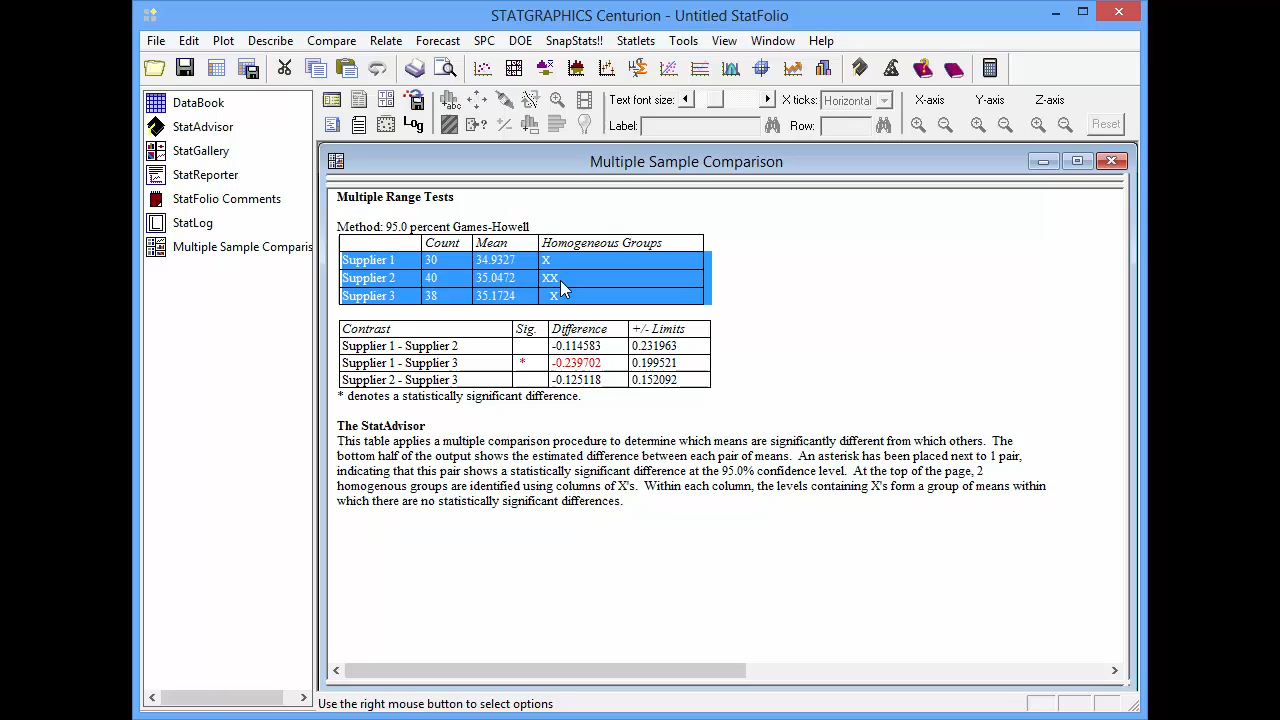 STATGRAPHICS Centurion - Untitled StatFolio
File Edit Plot Describe Compare Relate Forecast SPC DOE SnapStats!! Statlets Tools View Window Help
DataBook
StatAdvisor
StatGallery
StatReporter
StatFolio Comments
StatLog
Multiple Sample Comparis
Text font size: X ticks: Horizontal X-axis Y-axis Z-axis
Log Label: Row: Reset
Multiple Sample Comparison
Multiple Range Tests
Method: 95.0 percent Games-Howell
Count Mean Homogeneous Groups
Supplier 1 30 34.9327 X
Supplier 2 40 35.0472 XX
Supplier 3 38 35.1724 X
Contrast Sig. Difference +/- Limits
Supplier 1 - Supplier 2 -0.114583 0.231963
Supplier 1 - Supplier 3 * -0.239702 0.199521
Supplier 2 - Supplier 3 -0.125118 0.152092
* denotes a statistically significant difference.
The StatAdvisor
This table applies a multiple comparison procedure to determine which means are significantly different from which others. The
bottom half of the output shows the estimated difference between each pair of means. An asterisk has been placed next to 1 pair,
indicating that this pair shows a statistically significant difference at the 95.0% confidence level. At the top of the page, 2
homogenous groups are identified using columns of X's. Within each column, the levels containing X's form a group of means within
which there are no statistically significant differences.
Use the right mouse button to select options